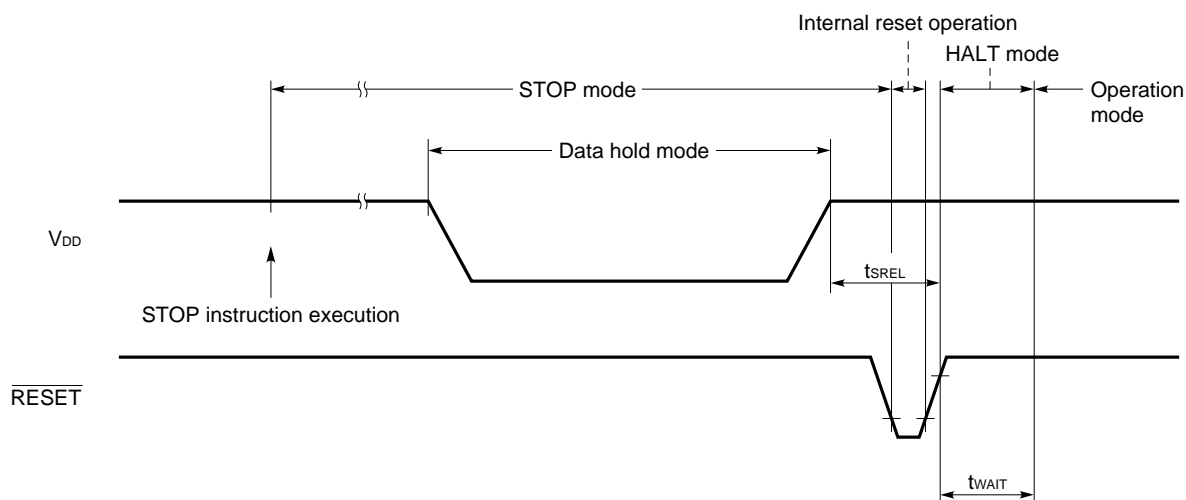 Internal reset operation
HALT mode
STOP mode
Operation
mode
Data hold mode
VDD
tSREL
STOP instruction execution
RESET
tWAIT